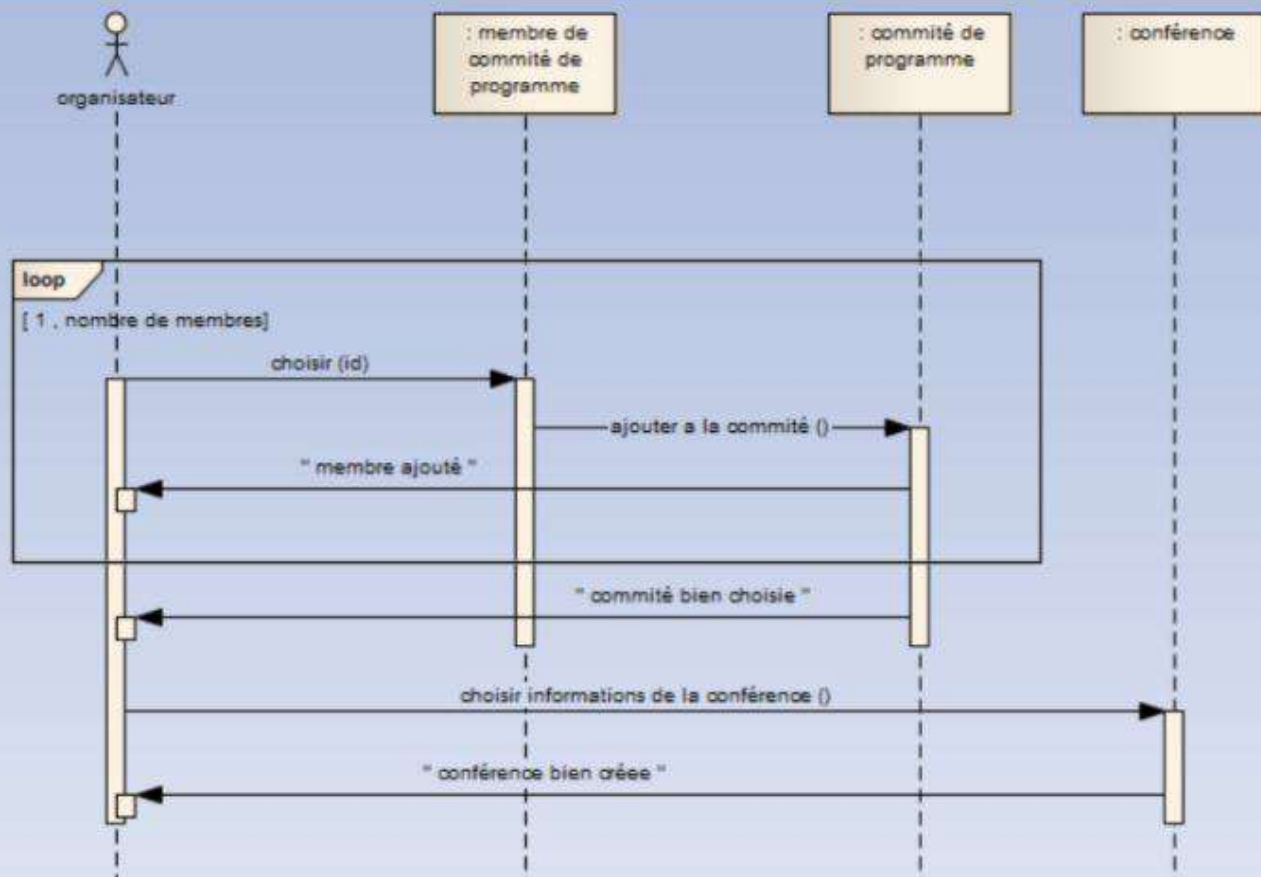 organisateur
: membre de
commité de
programme
: commité de
programme
: conférence
loop
[ 1 , nombre de membres]
choisir (id)
ajouter a la commité ()
" membre ajouté "
" commité bien choisie "
choisir informations de la conférence ()
" conférence bien créee "